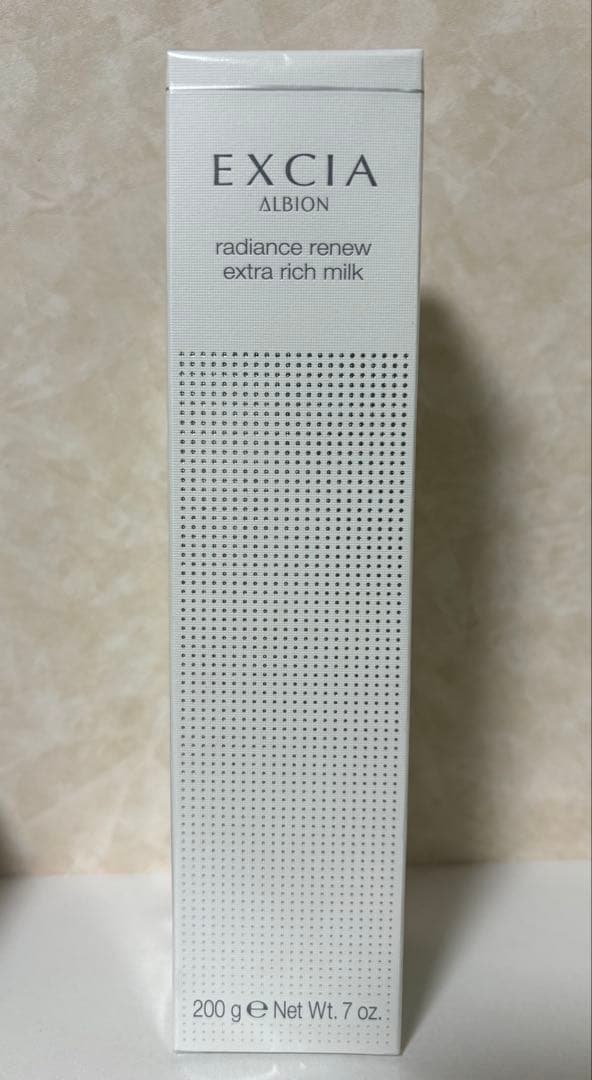 EXCIA
ALBION
radiance renew
extra rich milk
200 g ℮ Net Wt. 7 oz.